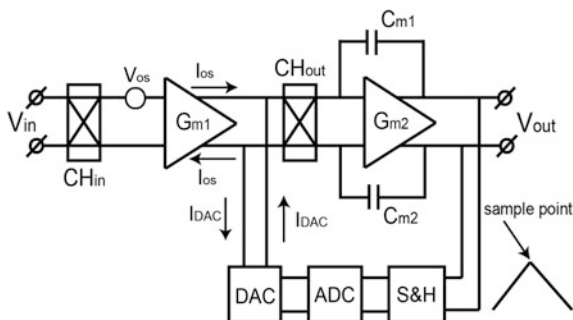 Cm1
Vos
Ios
CHout
Vin
Gm1
Gm2
Vout
CHin
Ios
Cm2
IDAC
IDAC
sample point
DAC
ADC
S&H